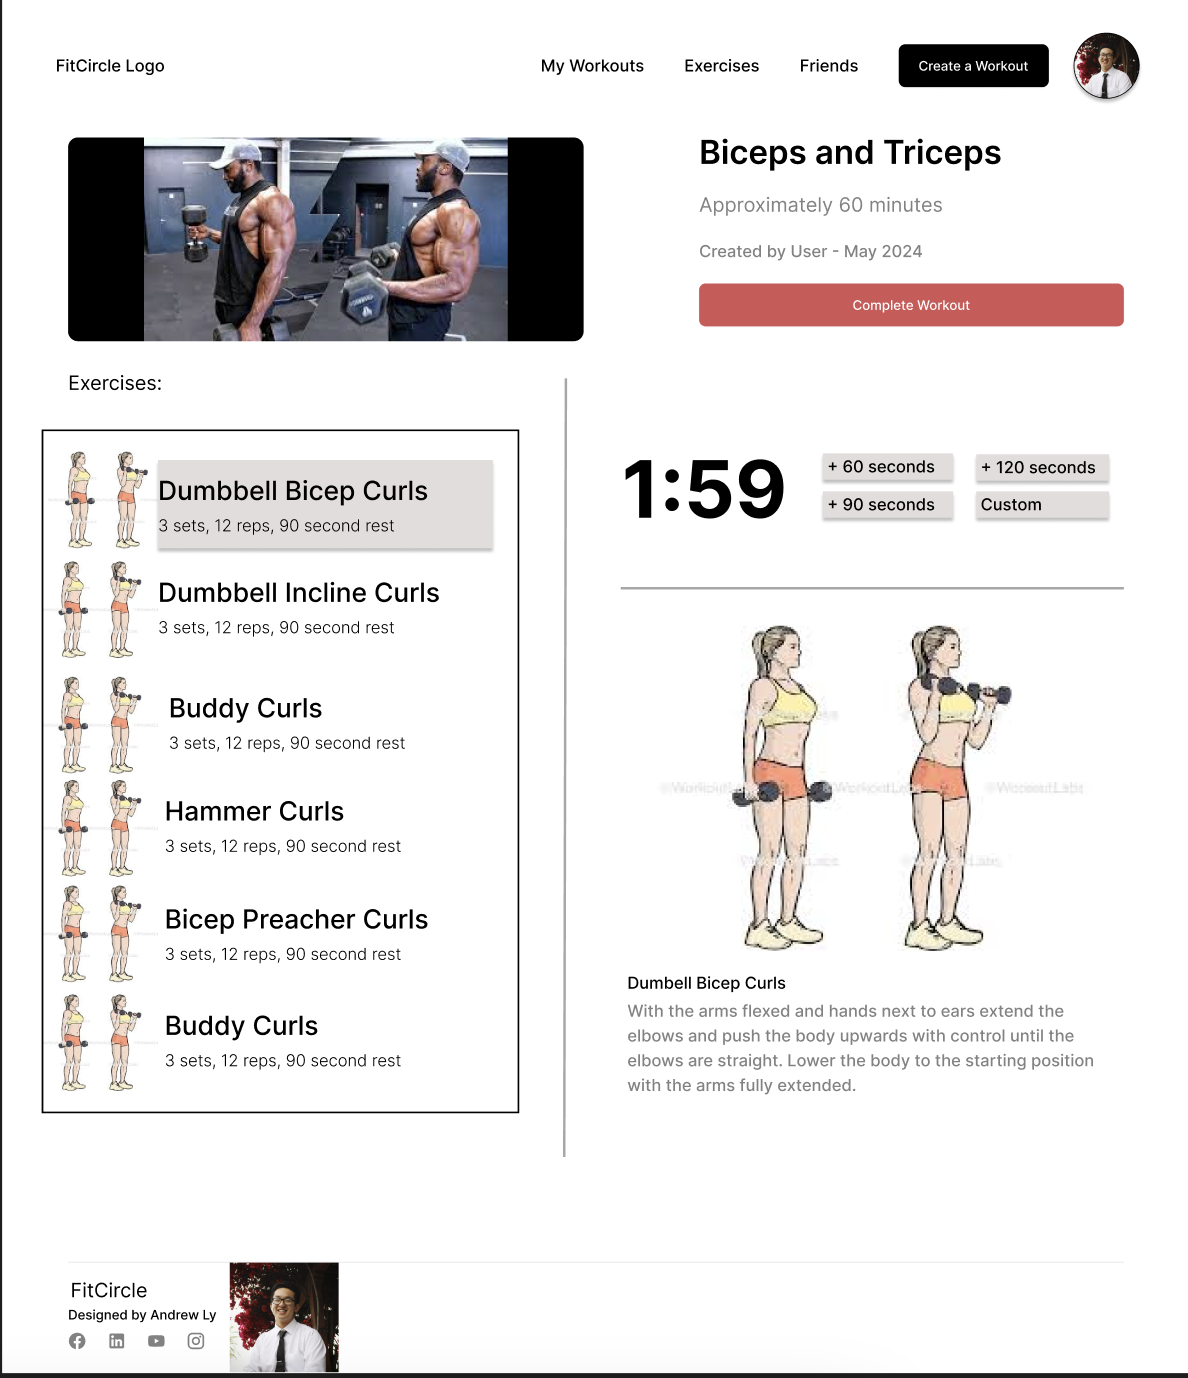 FitCircle Logo
My Workouts
Exercises
Friends
Create a Workout
Biceps and Triceps
Approximately 60 minutes
Created by User - May 2024
Complete Workout
Exercises:
Dumbbell Bicep Curls
3 sets, 12 reps, 90 second rest
Dumbbell Incline Curls
3 sets, 12 reps, 90 second rest
Buddy Curls
3 sets, 12 reps, 90 second rest
Hammer Curls
3 sets, 12 reps, 90 second rest
Bicep Preacher Curls
3 sets, 12 reps, 90 second rest
Buddy Curls
3 sets, 12 reps, 90 second rest
1:59
+ 60 seconds
+ 120 seconds
+ 90 seconds
Custom
©WorkoutLabs
©WorkoutLabs
©WorkoutLabs
Dumbell Bicep Curls
With the arms flexed and hands next to ears extend the
elbows and push the body upwards with control until the
elbows are straight. Lower the body to the starting position
with the arms fully extended.
FitCircle
Designed by Andrew Ly